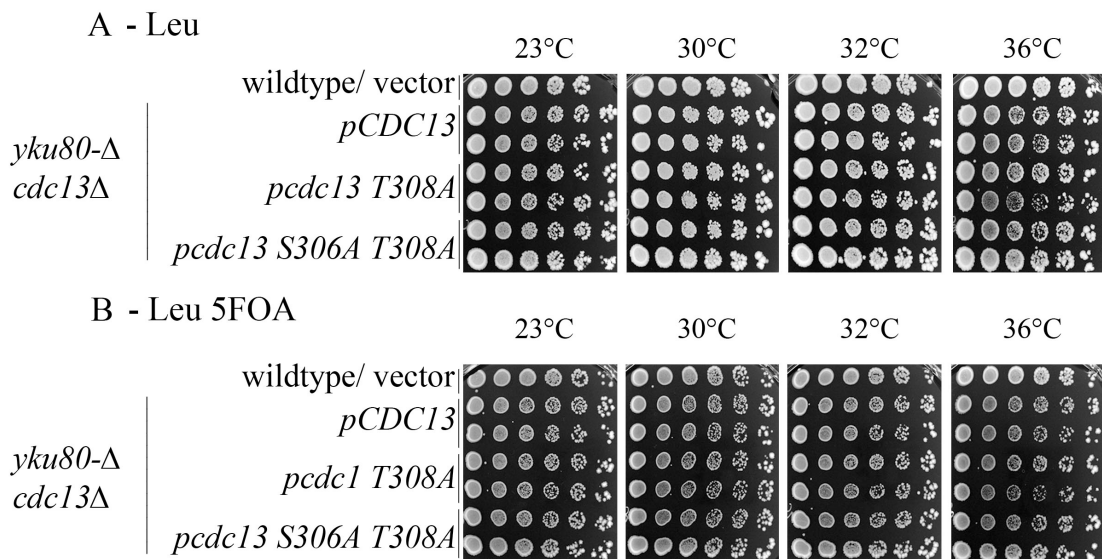 A - Leu
23°C 30°C 32°C 36°C
wildtype/ vector
pCDC13
yku80-Δ
cdc13Δ
pcdc13 T308A
pcdc13 S306A T308A
B - Leu 5FOA
23°C 30°C 32°C 36°C
wildtype/ vector
pCDC13
yku80-Δ
cdc13Δ
pcdc1 T308A
pcdc13 S306A T308A